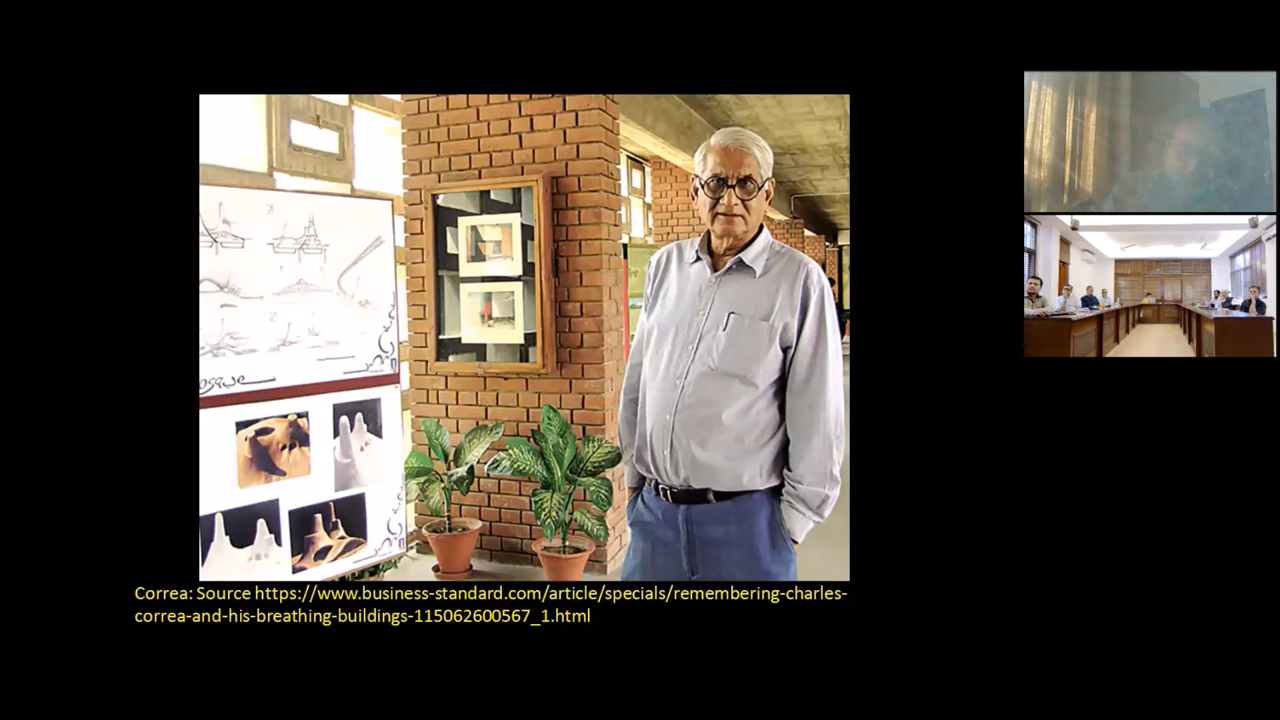 Correa: Source https://www.business-standard.com/article/specials/remembering-charles-
correa-and-his-breathing-buildings-115062600567_1.html